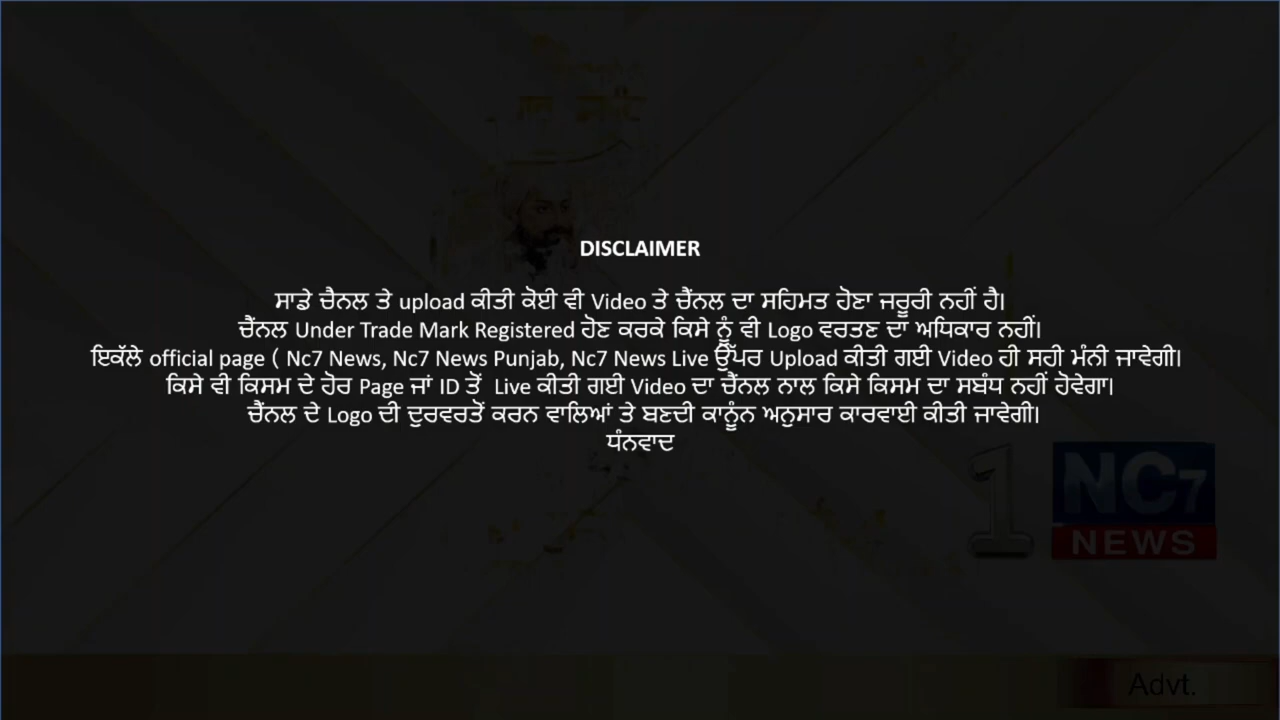 DISCLAIMER
ਸਾਡੇ ਚੈਨਲ ਤੇ upload ਕੀਤੀ ਕੋਈ ਵੀ Video ਤੇ ਚੈਂਨਲ ਦਾ ਸਹਿਮਤ ਹੋਣਾ ਜਰੂਰੀ ਨਹੀਂ ਹੈ।
ਚੈਂਨਲ Under Trade Mark Registered ਹੋਣ ਕਰਕੇ ਕਿਸੇ ਨੂੰ ਵੀ Logo ਵਰਤਣ ਦਾ ਅਧਿਕਾਰ ਨਹੀਂ।
ਇਕੱਲੇ official page ( Nc7 News, Nc7 News Punjab, Nc7 News Live ਉੱਪਰ Upload ਕੀਤੀ ਗਈ Video ਹੀ ਸਹੀ ਮੰਨੀ ਜਾਵੇਗੀ।
ਕਿਸੇ ਵੀ ਕਿਸਮ ਦੇ ਹੋਰ Page ਜਾਂ ID ਤੋਂ Live ਕੀਤੀ ਗਈ Video ਦਾ ਚੈਂਨਲ ਨਾਲ ਕਿਸੇ ਕਿਸਮ ਦਾ ਸਬੰਧ ਨਹੀਂ ਹੋਵੇਗਾ।
ਚੈਂਨਲ ਦੇ Logo ਦੀ ਦੁਰਵਰਤੋਂ ਕਰਨ ਵਾਲਿਆਂ ਤੇ ਬਣਦੀ ਕਾਨੂੰਨ ਅਨੁਸਾਰ ਕਾਰਵਾਈ ਕੀਤੀ ਜਾਵੇਗੀ।
ਧੰਨਵਾਦ
1 NC7
NEWS
Advt.